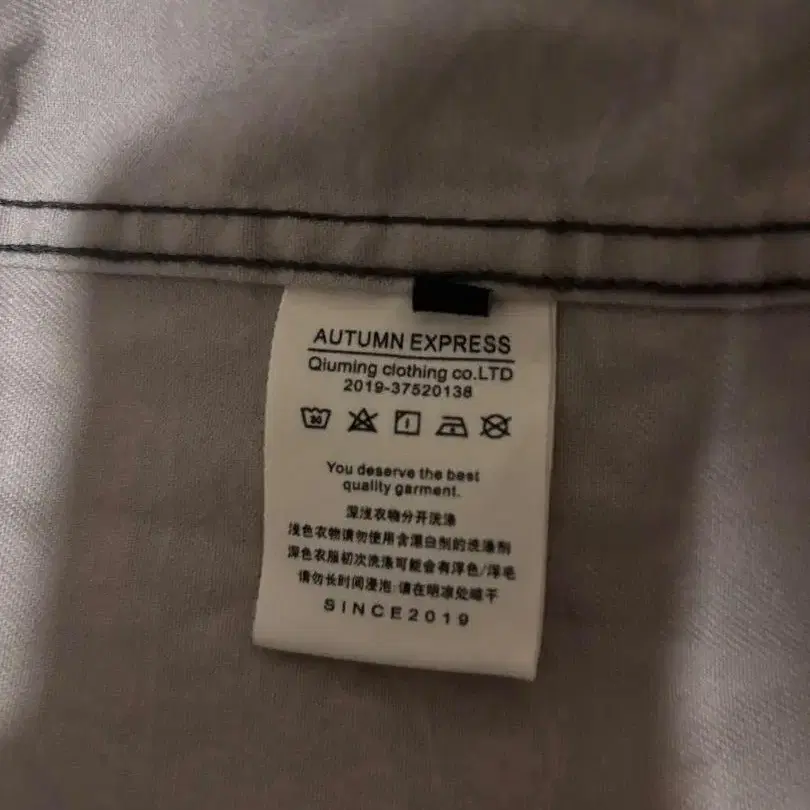 AUTUMN EXPRESS
Qiuming clothing co.LTD
2019-37520138
You deserve the best
quality garment.
深浅衣物分开洗涤
浅色衣物请勿使用含漂白剂的洗涤剂
深色衣服初次洗涤可能会有浮色/浮毛
请勿长时间浸泡:请在阴凉处晾干
SINCE2019